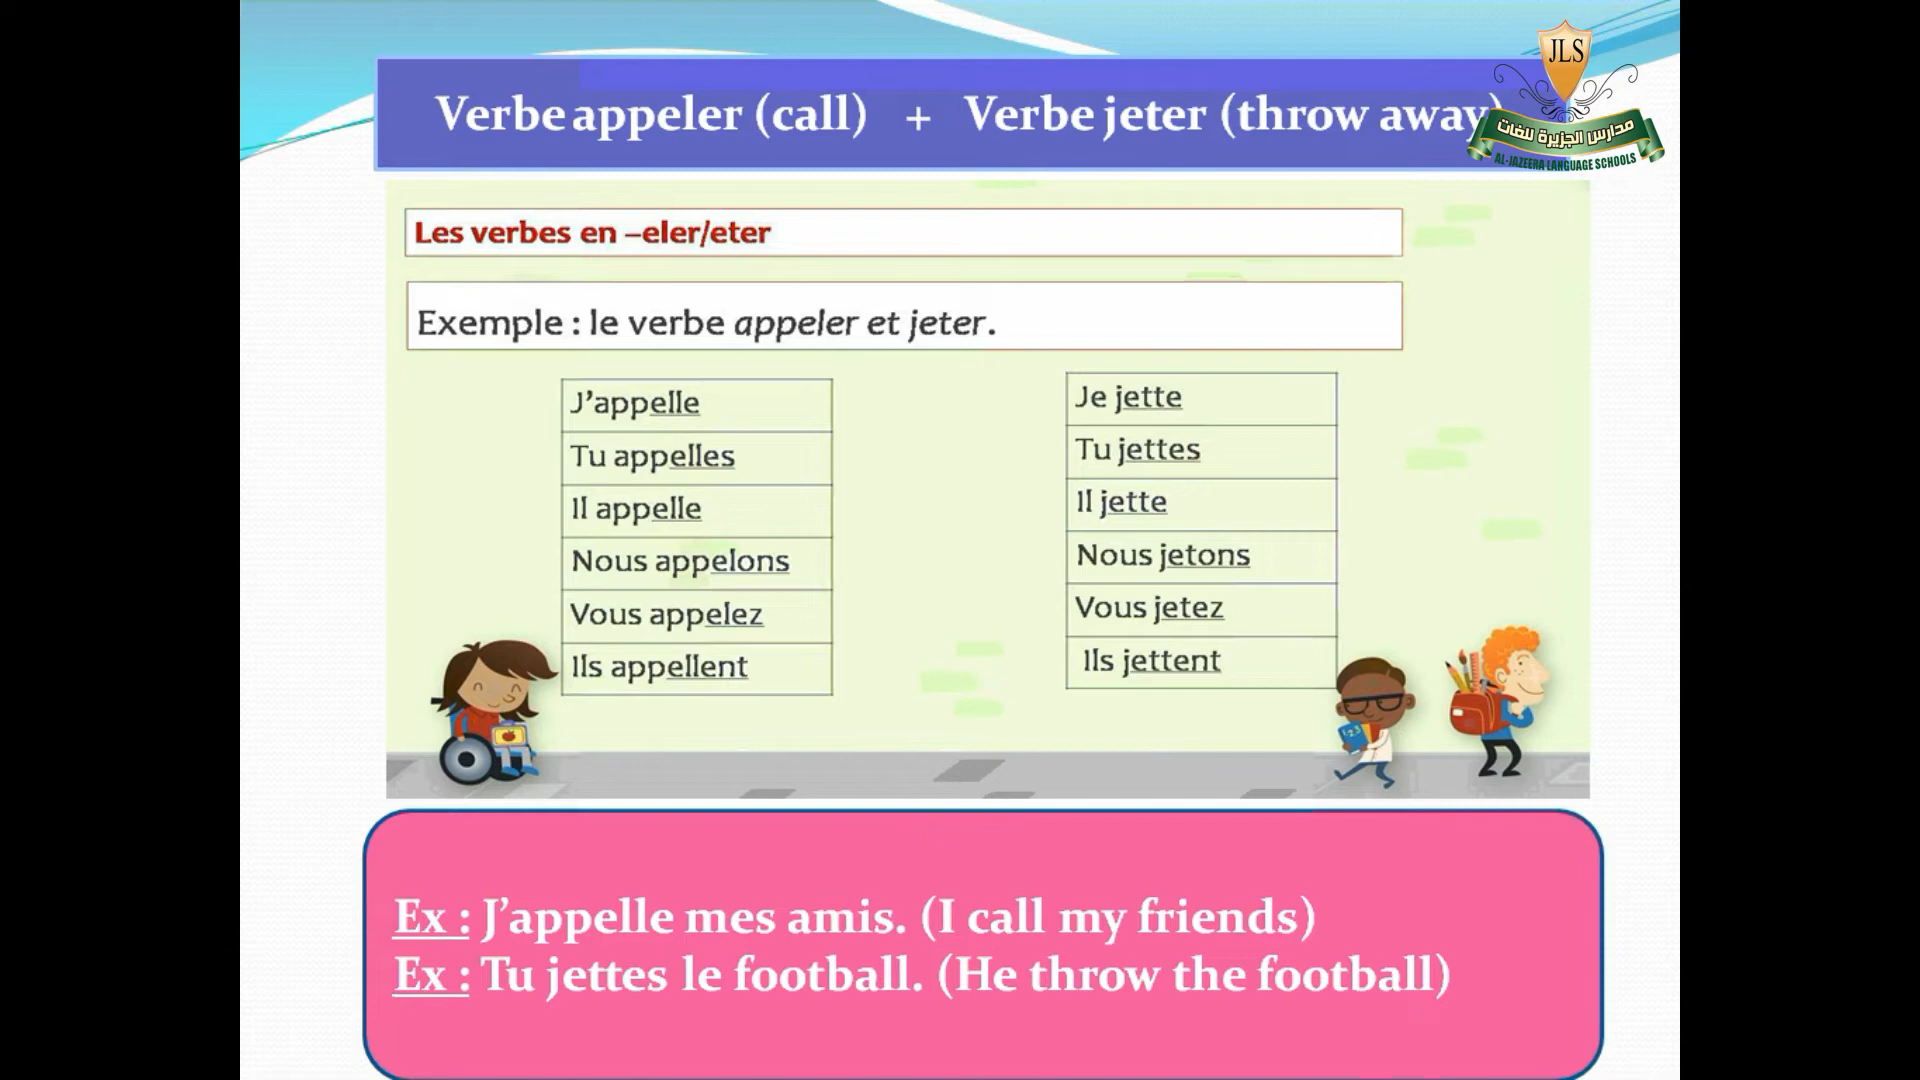 JLS
مدارس الجزيرة للغات
AL-JAZEERA LANGUAGE SCHOOLS
Verbe appeler (call) + Verbe jeter (throw away)
Les verbes en –eler/eter
Exemple : le verbe appeler et jeter.
J’appelle
Tu appelles
Il appelle
Nous appelons
Vous appelez
Ils appellent
Je jette
Tu jettes
Il jette
Nous jetons
Vous jetez
Ils jettent
1,2,3
Ex : J’appelle mes amis. (I call my friends)
Ex : Tu jettes le football. (He throw the football)